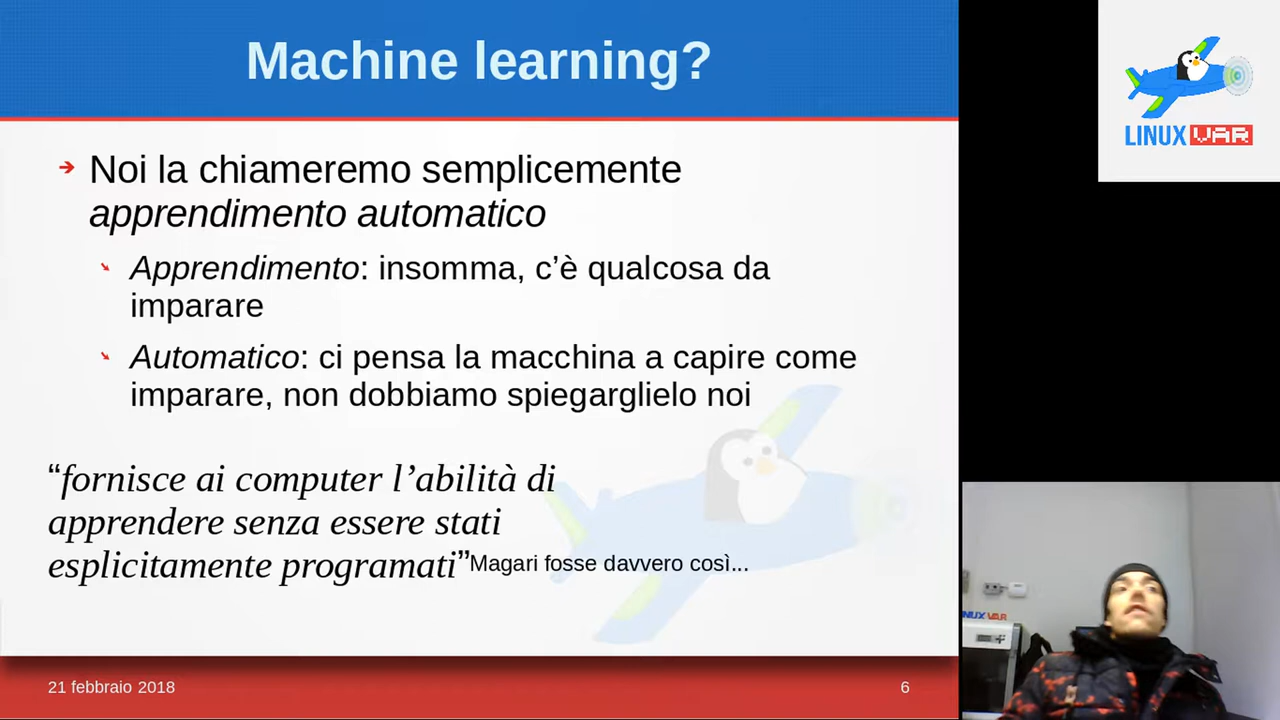 Machine learning?
Noi la chiameremo semplicemente
apprendimento automatico
Apprendimento: insomma, c’è qualcosa da
imparare
Automatico: ci pensa la macchina a capire come
imparare, non dobbiamo spiegarglielo noi
“fornisce ai computer l’abilità di
apprendere senza essere stati
esplicitamente programati”Magari fosse davvero così...
21 febbraio 2018
6
LINUX VAR
LINUX VAR